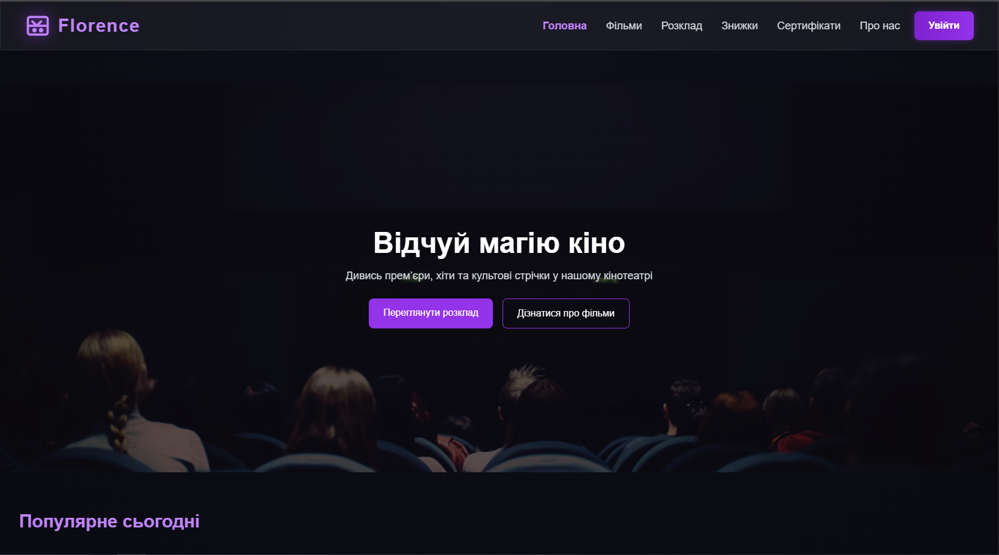 Florence
Головна Фільми Розклад Знижки Сертифікати Про нас Увійти
Відчуй магію кіно
Дивись прем'єри, хіти та культові стрічки у нашому кінотеатрі
Переглянути розклад Дізнатися про фільми
Популярне сьогодні